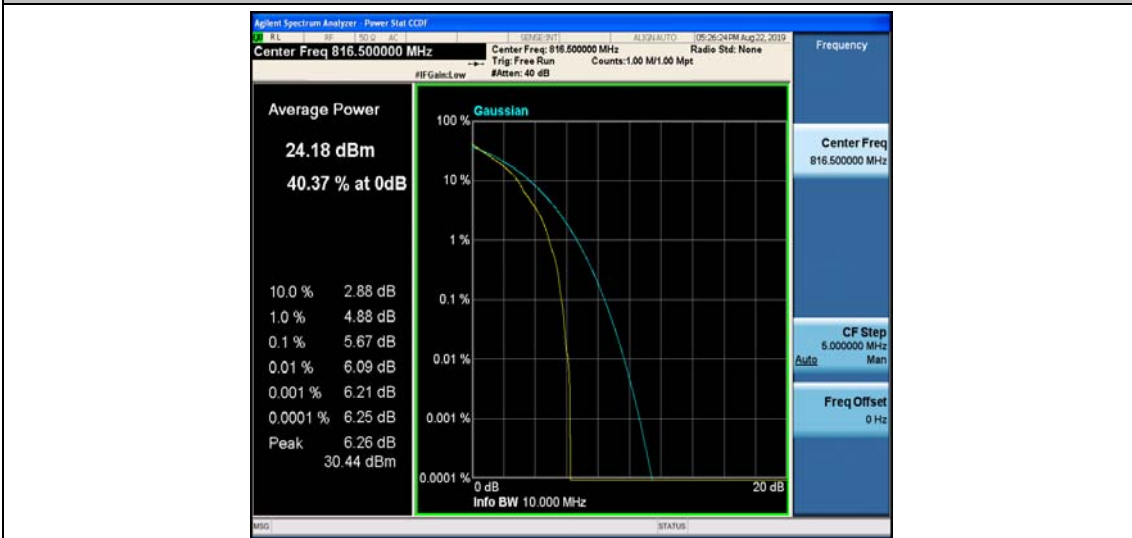 Agilent Spectrum Analyzer - Power Stat CCDF
RL RF 50 Ω AC SENSE:INT ALIGN AUTO 05:26:24 PM Aug 22, 2019
Center Freq 816.500000 MHz
Center Freq: 816.500000 MHz Radio Std: None
Trig: Free Run Counts:1.00 M/1.00 Mpt
#IFGain:Low #Atten: 40 dB
Frequency
Average Power
24.18 dBm
40.37 % at 0dB
10.0 % 2.88 dB
1.0 % 4.88 dB
0.1 % 5.67 dB
0.01 % 6.09 dB
0.001 % 6.21 dB
0.0001 % 6.25 dB
Peak 6.26 dB
30.44 dBm
Gaussian
100 %
10 %
1 %
0.1 %
0.01 %
0.001 %
0.0001 %
0 dB 20 dB
Info BW 10.000 MHz
Center Freq
816.500000 MHz
CF Step
5.000000 MHz
Auto Man
Freq Offset
0 Hz
MSG STATUS